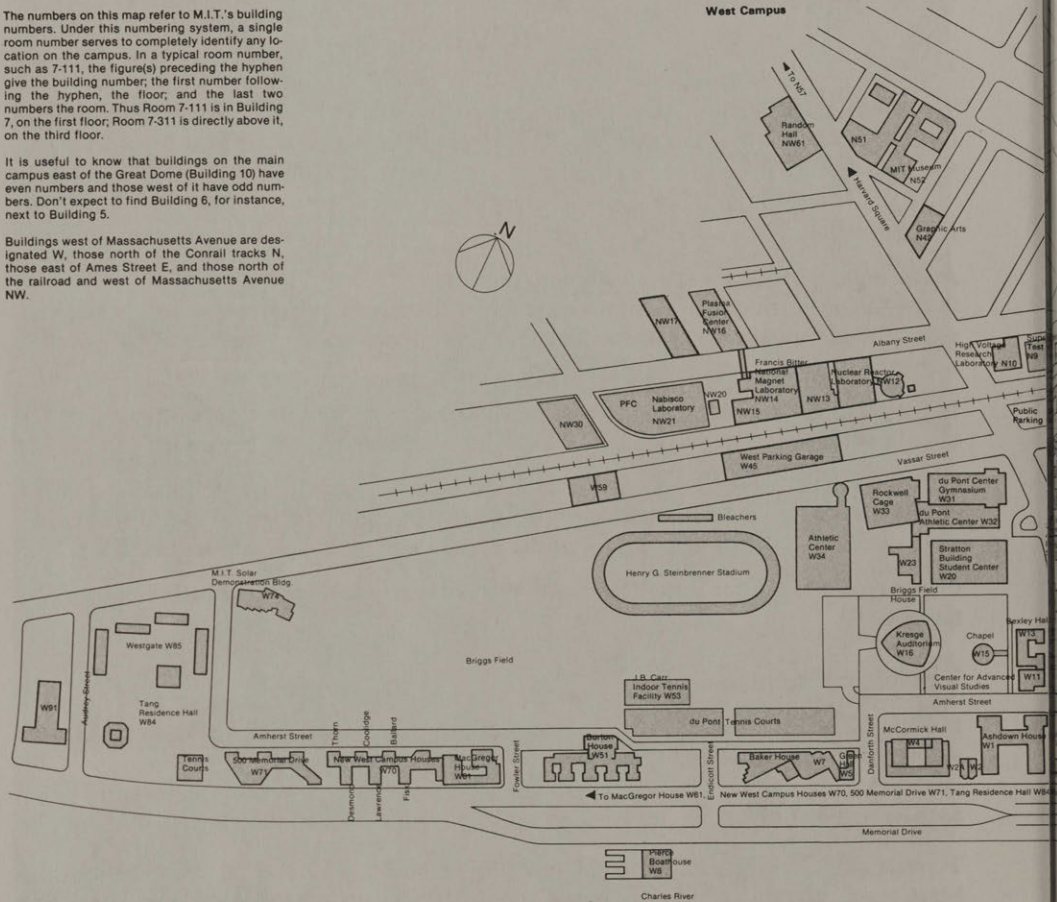 The numbers on this map refer to M.I.T.'s building
numbers. Under this numbering system, a single
room number serves to completely identify any lo-
cation on the campus. In a typical room number,
such as 7-111, the figure(s) preceding the hyphen
give the building number; the first number follow-
ing the hyphen, the floor; and the last two
numbers the room. Thus Room 7-111 is in Building
7, on the first floor; Room 7-311 is directly above it,
on the third floor.
It is useful to know that buildings on the main
campus east of the Great Dome (Building 10) have
even numbers and those west of it have odd num-
bers. Don't expect to find Building 6, for instance,
next to Building 5.
Buildings west of Massachusetts Avenue are des-
ignated W, those north of the Conrail tracks N,
those east of Ames Street E, and those north of
the railroad and west of Massachusetts Avenue
NW.
West Campus
To N57
Random
Hall
NW61
N51
MIT Museum
N52
Harvard Square
Graphic Arts
N42
N
NW17
Plasma
Fusion
Center
NW16
Albany Street
High Voltage
Research
Laboratory N10
Test
N9
Francis Bitter
National
Magnet
Laboratory
NW14
NW15
NW13
Nuclear Reactor
Laboratory NW12
PFC
Nabisco
Laboratory
NW21
NW20
NW30
Public
Parking
West Parking Garage
W45
Vassar Street
W59
Bleachers
Rockwell
Cage
W33
du Pont Center
Gymnasium
W31
du Pont
Athletic Center W32
Athletic
Center
W34
W23
Stratton
Building
Student Center
W20
Henry G. Steinbrenner Stadium
Briggs Field
House
M.I.T. Solar
Demonstration Bldg.
W74
Westgate W85
Briggs Field
Kresge
Auditorium
W16
Chapel
W15
Bexley Hall
W13
W11
Center for Advanced
Visual Studies
W91
Audrey Street
Tang
Residence Hall
W84
J.B. Carr
Indoor Tennis
Facility W53
du Pont Tennis Courts
Amherst Street
Amherst Street
Thorn
Coolidge
Ballard
Tennis
Courts
500 Memorial Drive
W71
New West Campus Houses
W70
MacGregor
House
W61
Desmond
Lawrence
Fisk
Fowler Street
Burton
House
W51
Endicott Street
Baker House
W7
Green
Hall
W5
Danforth Street
McCormick Hall
W4
W2A
W2
Ashdown House
W1
To MacGregor House W61, New West Campus Houses W70, 500 Memorial Drive W71, Tang Residence Hall W84
Memorial Drive
Pierce
Boathouse
W8
Charles River